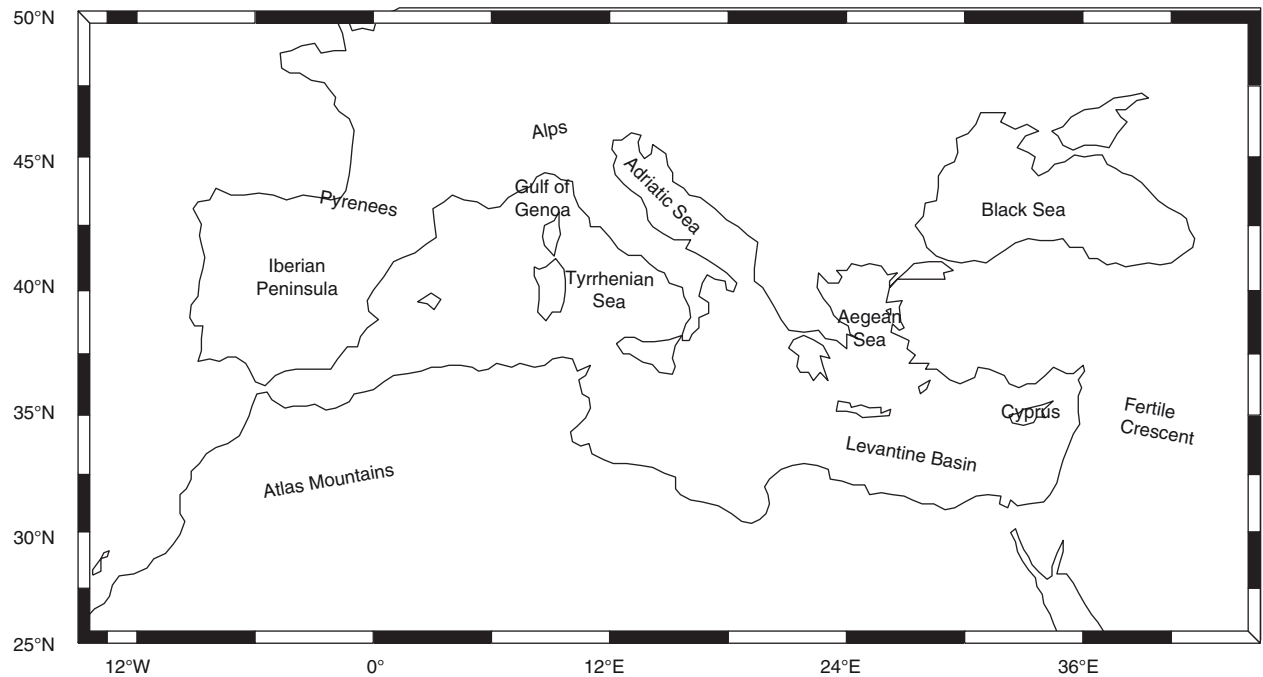 50°N
45°N
40°N
35°N
30°N
25°N
12°W
0°
12°E
24°E
36°E
Alps
Pyrenees
Gulf of
Genoa
Adriatic Sea
Black Sea
Iberian
Peninsula
Tyrrhenian
Sea
Aegean
Sea
Cyprus
Fertile
Crescent
Levantine Basin
Atlas Mountains